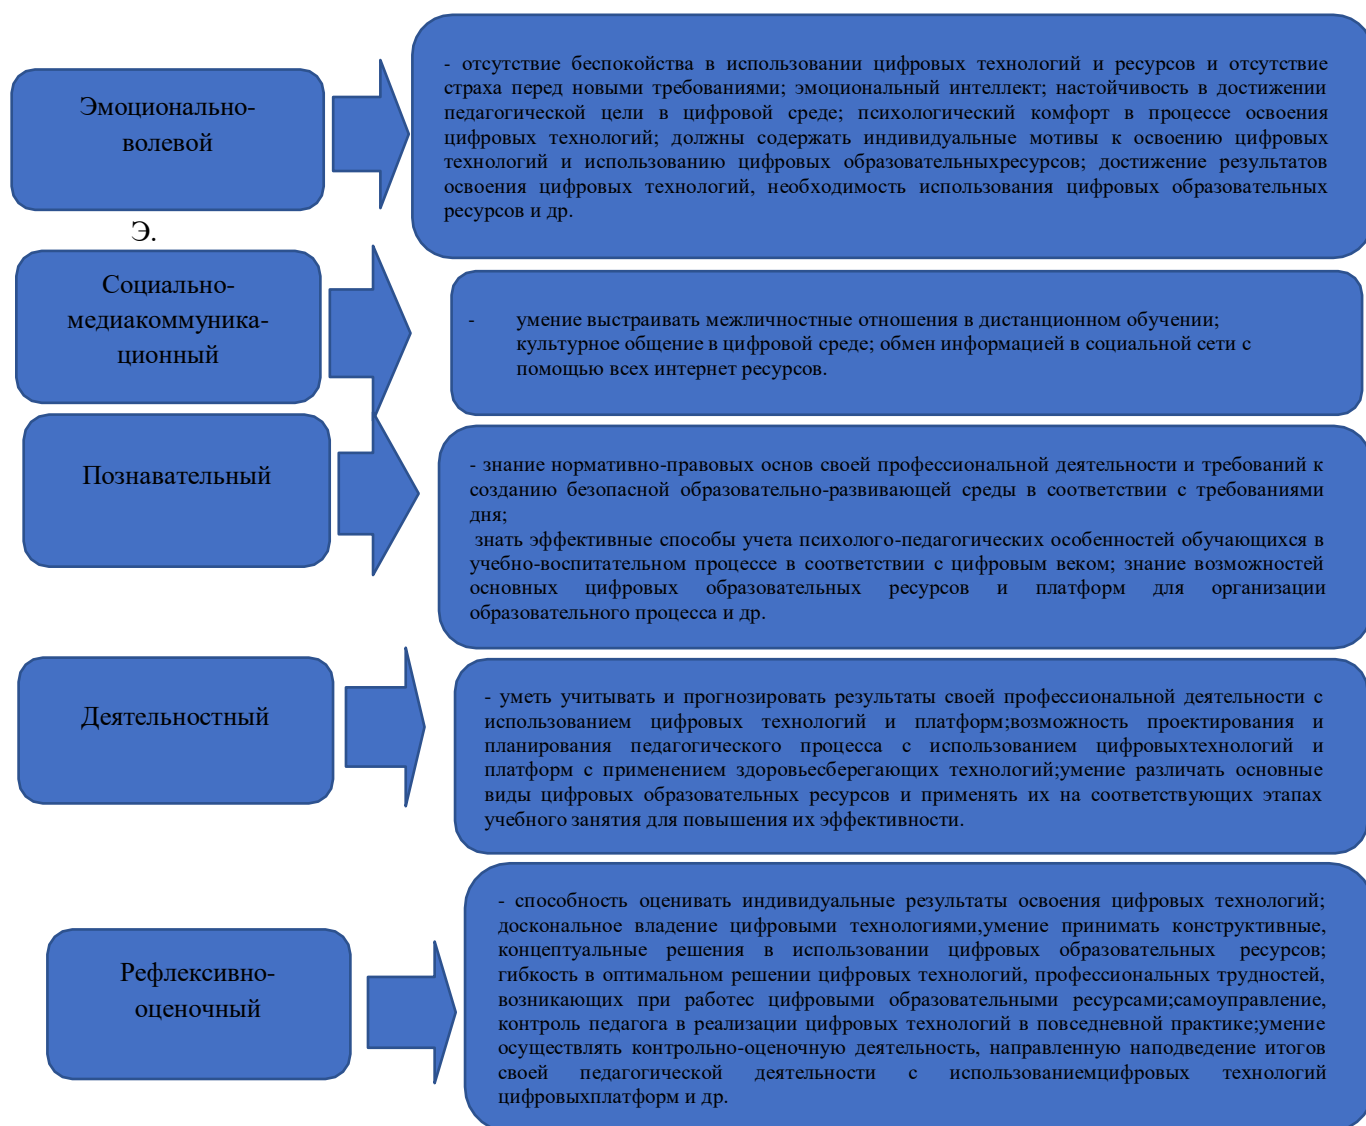 Эмоционально-
волевой
- отсутствие беспокойства в использовании цифровых технологий и ресурсов и отсутствие
страха перед новыми требованиями; эмоциональный интеллект; настойчивость в достижении
педагогической цели в цифровой среде; психологический комфорт в процессе освоения
цифровых технологий; должны содержать индивидуальные мотивы к освоению цифровых
технологий и использованию цифровых образовательныхресурсов; достижение результатов
освоения цифровых технологий, необходимость использования цифровых образовательных
ресурсов и др.
Э.
Социально-
медиакоммуника-
ционный
- умение выстраивать межличностные отношения в дистанционном обучении;
культурное общение в цифровой среде; обмен информацией в социальной сети с
помощью всех интернет ресурсов.
Познавательный
- знание нормативно-правовых основ своей профессиональной деятельности и требований к
созданию безопасной образовательно-развивающей среды в соответствии с требованиями
дня;
знать эффективные способы учета психолого-педагогических особенностей обучающихся в
учебно-воспитательном процессе в соответствии с цифровым веком; знание возможностей
основных цифровых образовательных ресурсов и платформ для организации
образовательного процесса и др.
Деятельностный
- уметь учитывать и прогнозировать результаты своей профессиональной деятельности с
использованием цифровых технологий и платформ;возможность проектирования и
планирования педагогического процесса с использованием цифровыхтехнологий и
платформ с применением здоровьесберегающих технологий;умение различать основные
виды цифровых образовательных ресурсов и применять их на соответствующих этапах
учебного занятия для повышения их эффективности.
Рефлексивно-
оценочный
- способность оценивать индивидуальные результаты освоения цифровых технологий;
доскональное владение цифровыми технологиями,умение принимать конструктивные,
концептуальные решения в использовании цифровых образовательных ресурсов;
гибкость в оптимальном решении цифровых технологий, профессиональных трудностей,
возникающих при работес цифровыми образовательными ресурсами;самоуправление,
контроль педагога в реализации цифровых технологий в повседневной практике;умение
осуществлять контрольно-оценочную деятельность, направленную наподведение итогов
своей педагогической деятельности с использованиемцифровых технологий
цифровыхплатформ и др.